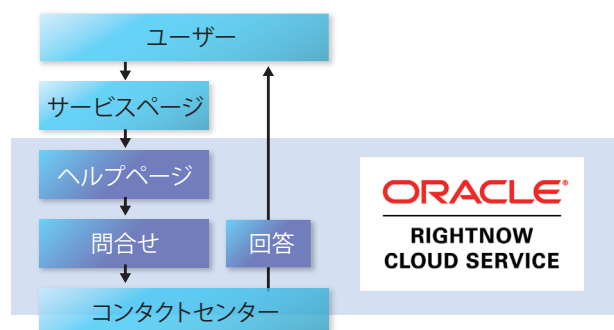 ユーザー
サービスページ
ヘルプページ
問合せ
回答
コンタクトセンター
ORACLE®
RIGHTNOW
CLOUD SERVICE